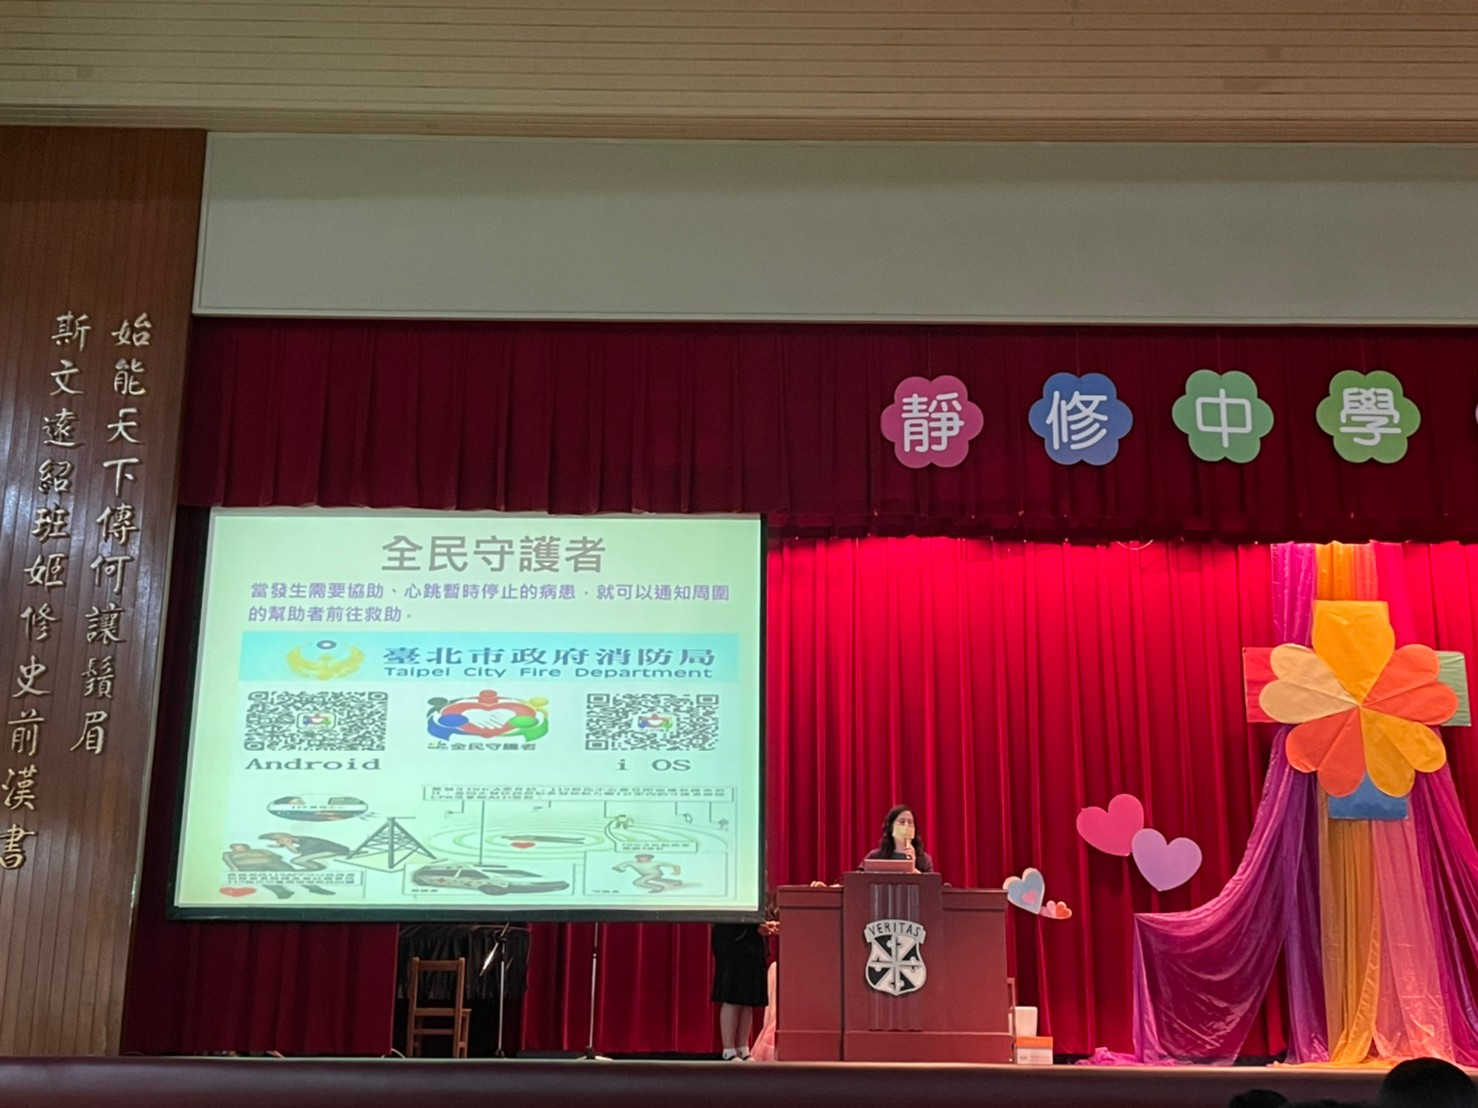 始能天下傳何讓鬚眉
斯文遠紹班姬修史前漢書
靜修中學
全民守護者
當發生需要協助、心跳暫時停止的病患，就可以通知周圍
的幫助者前往救助。
臺北市政府消防局
Taipei City Fire Department
全民守護者
Android
iOS
VERITAS